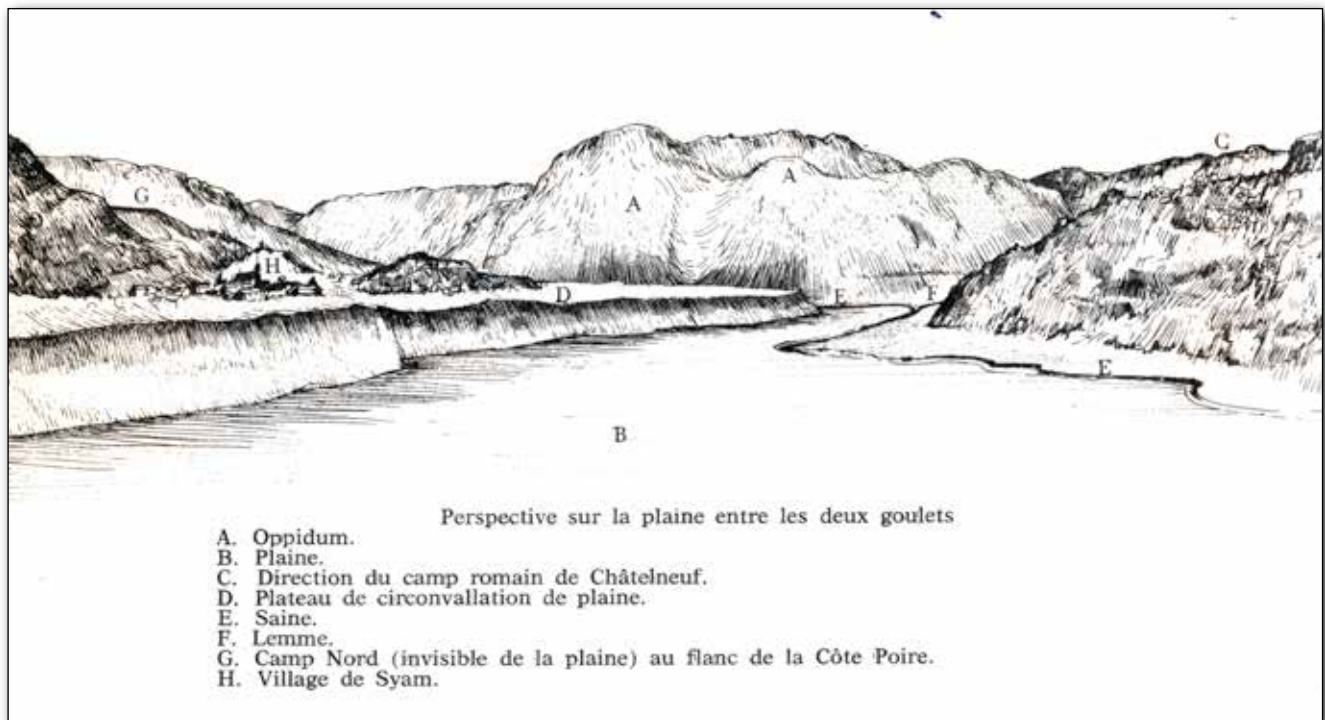 C
G
A
A
H
D
E
F
E
B
Perspective sur la plaine entre les deux goulets
A. Oppidum.
B. Plaine.
C. Direction du camp romain de Châtelneuf.
D. Plateau de circonvallation de plaine.
E. Saine.
F. Lemme.
G. Camp Nord (invisible de la plaine) au flanc de la Côte Poire.
H. Village de Syam.